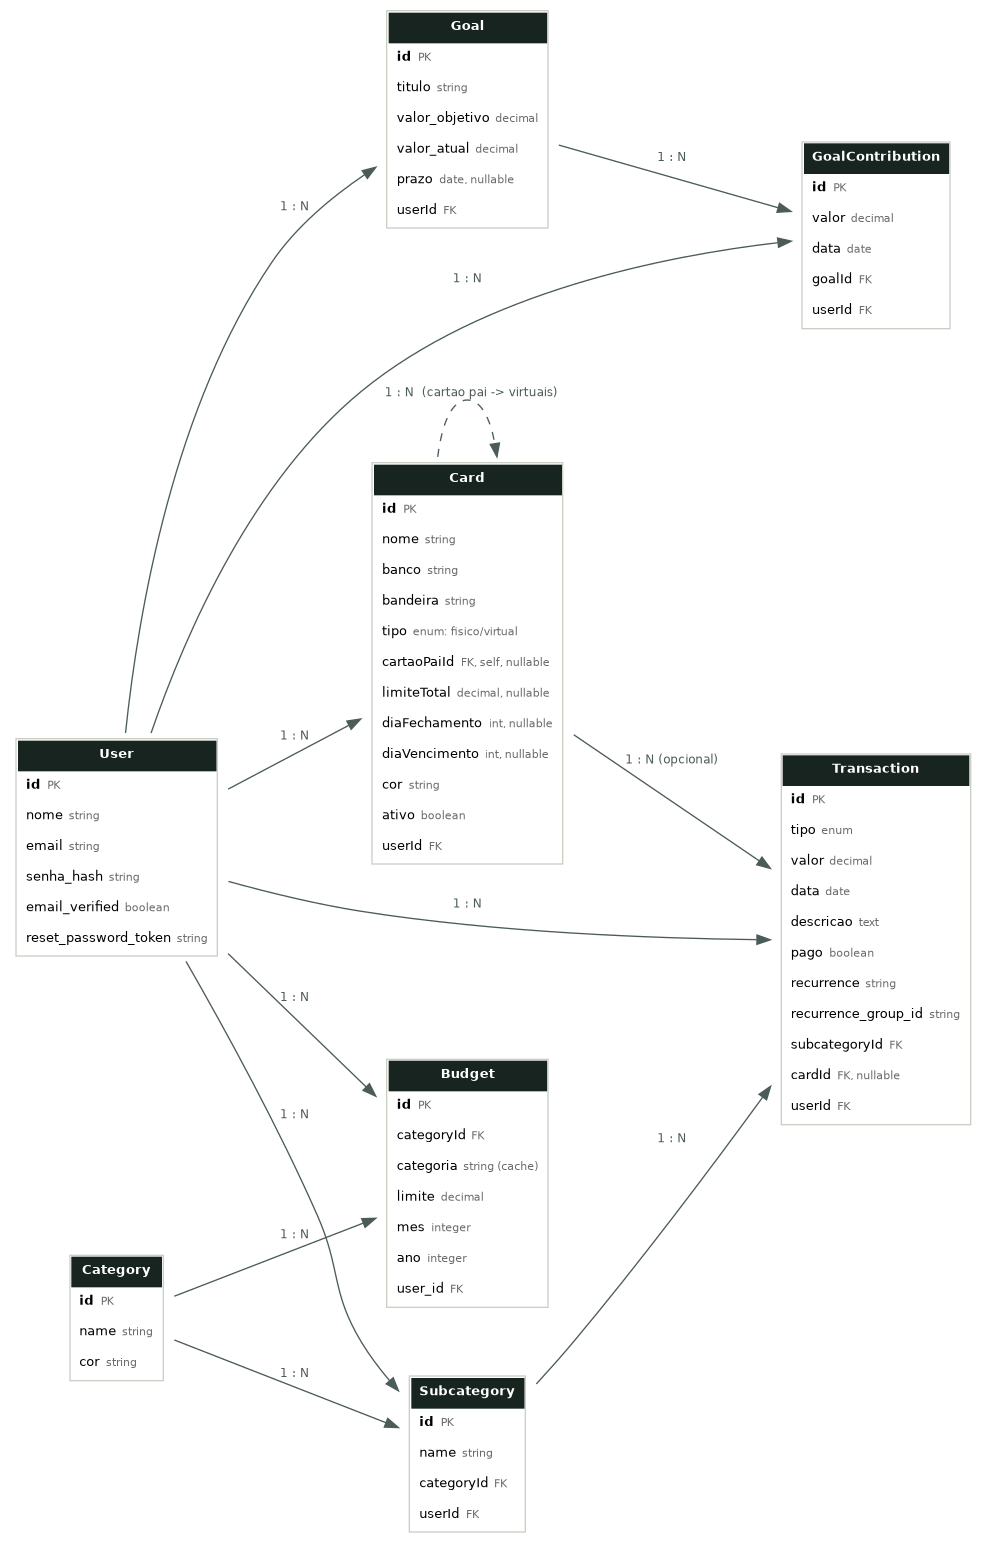 Goal
id PK
titulo string
valor_objetivo decimal
valor_atual decimal
prazo date, nullable
userId FK
GoalContribution
id PK
valor decimal
data date
goalId FK
userId FK
1 : N
1 : N
1 : N
1 : N (cartao pai -> virtuais)
Card
id PK
nome string
banco string
bandeira string
tipo enum: fisico/virtual
cartaoPaiId FK, self, nullable
limiteTotal decimal, nullable
diaFechamento int, nullable
diaVencimento int, nullable
cor string
ativo boolean
userId FK
1 : N
User
id PK
nome string
email string
senha_hash string
email_verified boolean
reset_password_token string
1 : N (opcional)
Transaction
id PK
tipo enum
valor decimal
data date
descricao text
pago boolean
recurrence string
recurrence_group_id string
subcategoryId FK
cardId FK, nullable
userId FK
1 : N
1 : N
1 : N
1 : N
Budget
id PK
categoryId FK
categoria string (cache)
limite decimal
mes integer
ano integer
user_id FK
1 : N
Category
id PK
name string
cor string
1 : N
Subcategory
id PK
name string
categoryId FK
userId FK